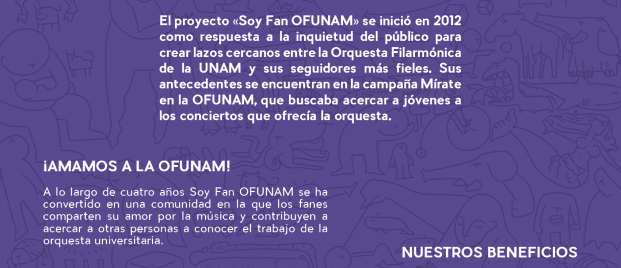 El proyecto «Soy Fan OFUNAM» se inició en 2012
como respuesta a la inquietud del público para
crear lazos cercanos entre la Orquesta Filarmónica
de la UNAM y sus seguidores más fieles. Sus
antecedentes se encuentran en la campaña Mírate
en la OFUNAM, que buscaba acercar a jóvenes a
los conciertos que ofrecía la orquesta.
¡AMAMOS A LA OFUNAM!
A lo largo de cuatro años Soy Fan OFUNAM se ha
convertido en una comunidad en la que los fanes
comparten su amor por la música y contribuyen a
acercar a otras personas a conocer el trabajo de la
orquesta universitaria.
NUESTROS BENEFICIOS